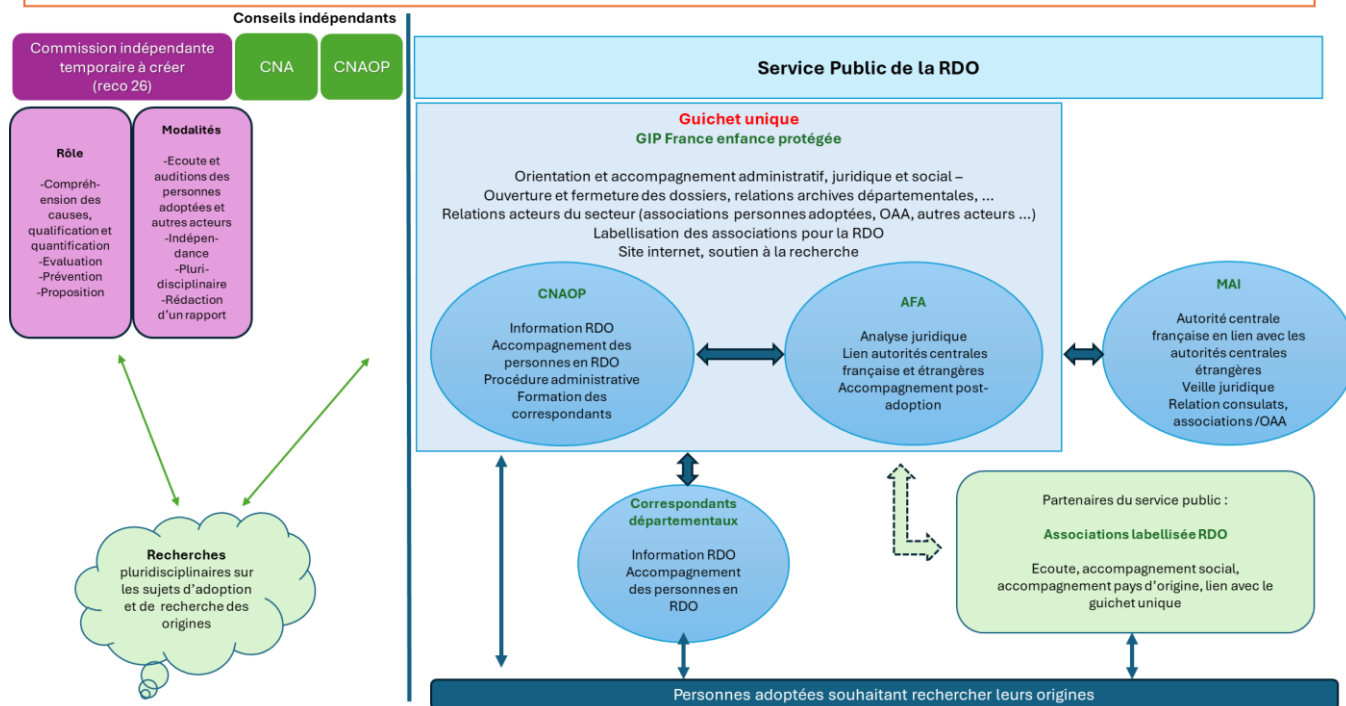 Conseils indépendants
Commission indépendante
temporaire à créer
(reco 26)
CNA
CNAOP
Rôle
-Compréh-
ension des
causes,
qualification et
quantification
-Evaluation
-Prévention
-Proposition
Modalités
-Ecoute et
auditions des
personnes
adoptées et
autres acteurs
-Indépen-
dance
-Pluri-
disciplinaire
-Rédaction
d'un rapport
Recherches
pluridisciplinaires sur
les sujets d'adoption
et de recherche des
origines
Service Public de la RDO
Guichet unique
GIP France enfance protégée
Orientation et accompagnement administratif, juridique et social –
Ouverture et fermeture des dossiers, relations archives départementales, ...
Relations acteurs du secteur (associations personnes adoptées, OAA, autres acteurs ...)
Labellisation des associations pour la RDO
Site internet, soutien à la recherche
CNAOP
Information RDO
Accompagnement des
personnes en RDO
Procédure administrative
Formation des
correspondants
AFA
Analyse juridique
Lien autorités centrales
française et étrangères
Accompagnement post-
adoption
MAI
Autorité centrale
française en lien avec les
autorités centrales
étrangères
Veille juridique
Relation consulats,
associations /OAA
Correspondants
départementaux
Information RDO
Accompagnement
des personnes en
RDO
Partenaires du service public :
Associations labellisée RDO
Ecoute, accompagnement social,
accompagnement pays d'origine, lien avec le
guichet unique
Personnes adoptées souhaitant rechercher leurs origines